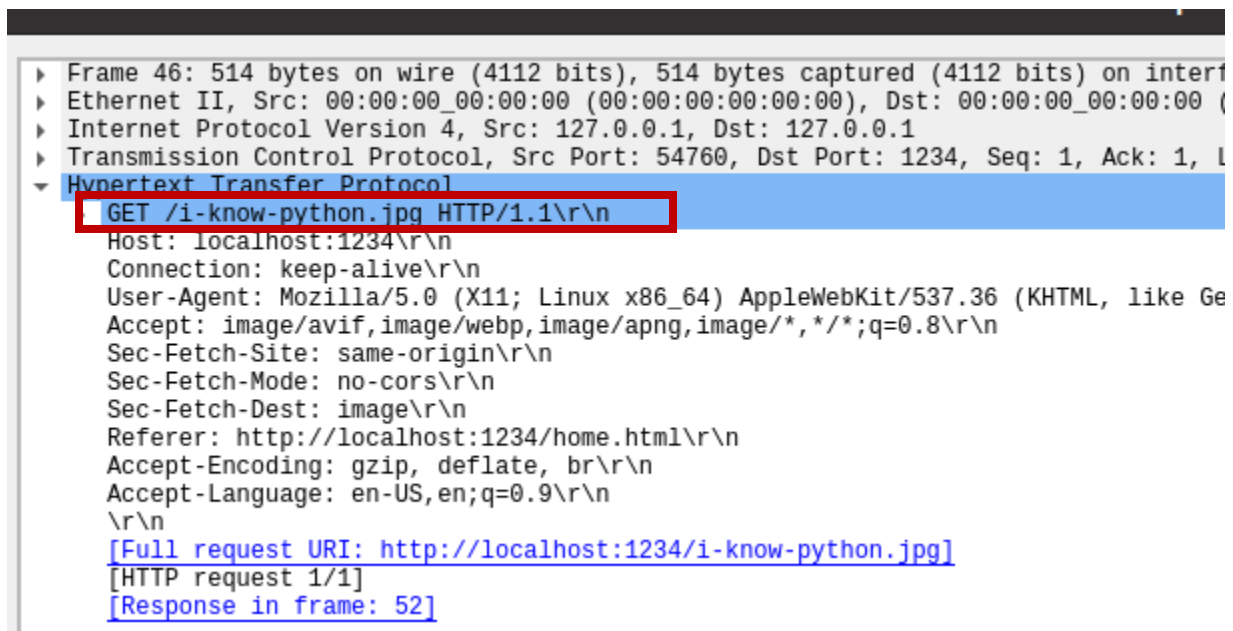 Frame 46: 514 bytes on wire (4112 bits), 514 bytes captured (4112 bits) on interf
Ethernet II, Src: 00:00:00_00:00:00 (00:00:00:00:00:00), Dst: 00:00:00_00:00:00 (
Internet Protocol Version 4, Src: 127.0.0.1, Dst: 127.0.0.1
Transmission Control Protocol, Src Port: 54760, Dst Port: 1234, Seq: 1, Ack: 1, L
Hypertext Transfer Protocol
GET /i-know-python.jpg HTTP/1.1\r\n
Host: localhost:1234\r\n
Connection: keep-alive\r\n
User-Agent: Mozilla/5.0 (X11; Linux x86_64) AppleWebKit/537.36 (KHTML, like Ge
Accept: image/avif,image/webp,image/apng,image/*,*/*;q=0.8\r\n
Sec-Fetch-Site: same-origin\r\n
Sec-Fetch-Mode: no-cors\r\n
Sec-Fetch-Dest: image\r\n
Referer: http://localhost:1234/home.html\r\n
Accept-Encoding: gzip, deflate, br\r\n
Accept-Language: en-US,en;q=0.9\r\n
\r\n
[Full request URI: http://localhost:1234/i-know-python.jpg]
[HTTP request 1/1]
[Response in frame: 52]